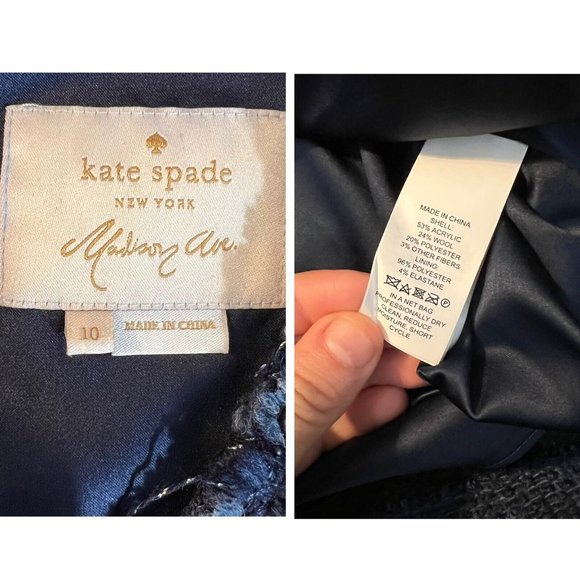 kate spade
NEW YORK
Madison Ave.
10
MADE IN CHINA
MADE IN CHINA
SHELL:
53% ACRYLIC
24% WOOL
20% POLYESTER
3% OTHER FIBERS
LINING:
96% POLYESTER
4% ELASTANE
IN A NET BAG
PROFESSIONALLY DRY
CLEAN, REDUCE
MOISTURE, SHORT
CYCLE